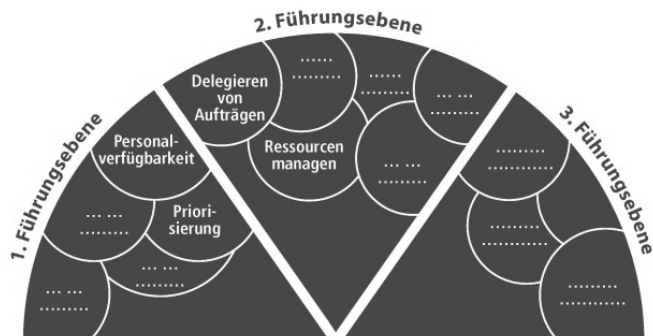 2. Führungsebene
Delegieren
von
Aufträgen
......
.........
......
.........
... ...
.........
Ressourcen
managen
... ...
.........
1. Führungsebene
Personal-
verfügbarkeit
... ...
.........
Priori-
sierung
... ...
.........
... ...
.........
3. Führungsebene
.........
...........
.........
...........
.........
...........